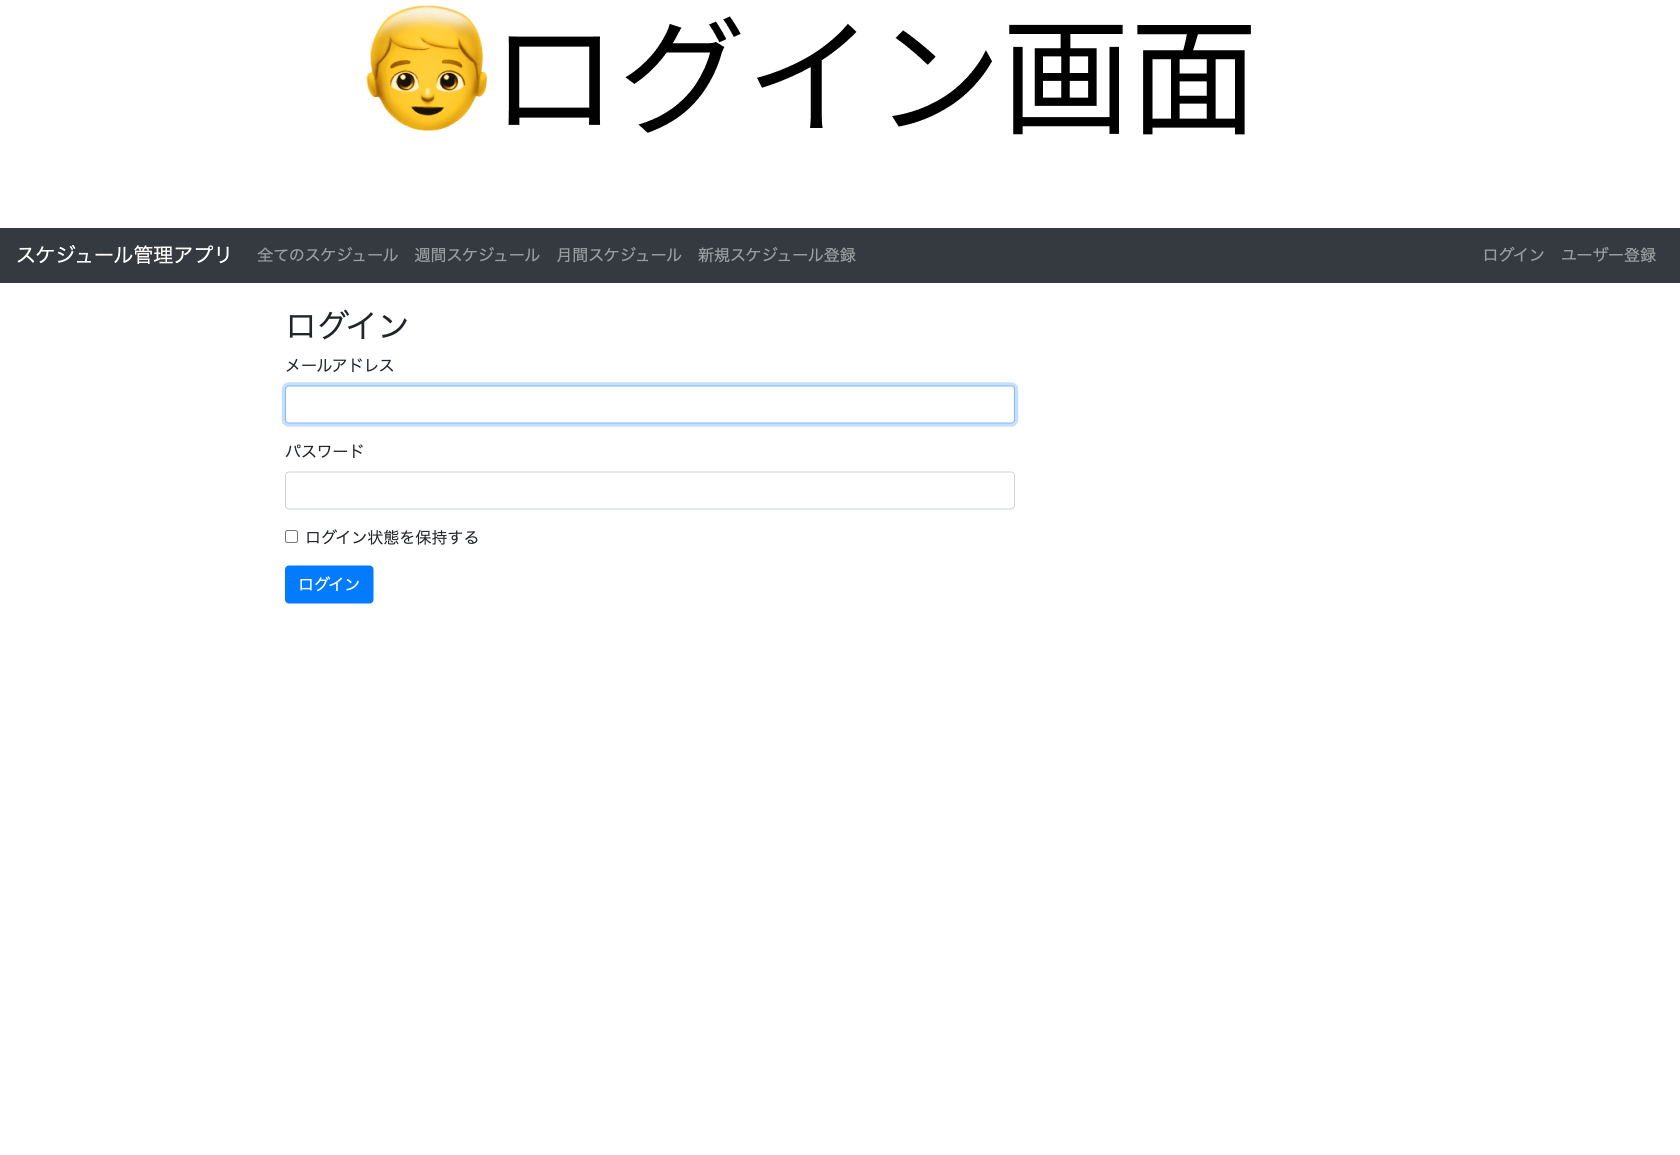 👦ログイン画面
スケジュール管理アプリ 全てのスケジュール 週間スケジュール 月間スケジュール 新規スケジュール登録 ログイン ユーザー登録
ログイン
メールアドレス
パスワード
ログイン状態を保持する
ログイン